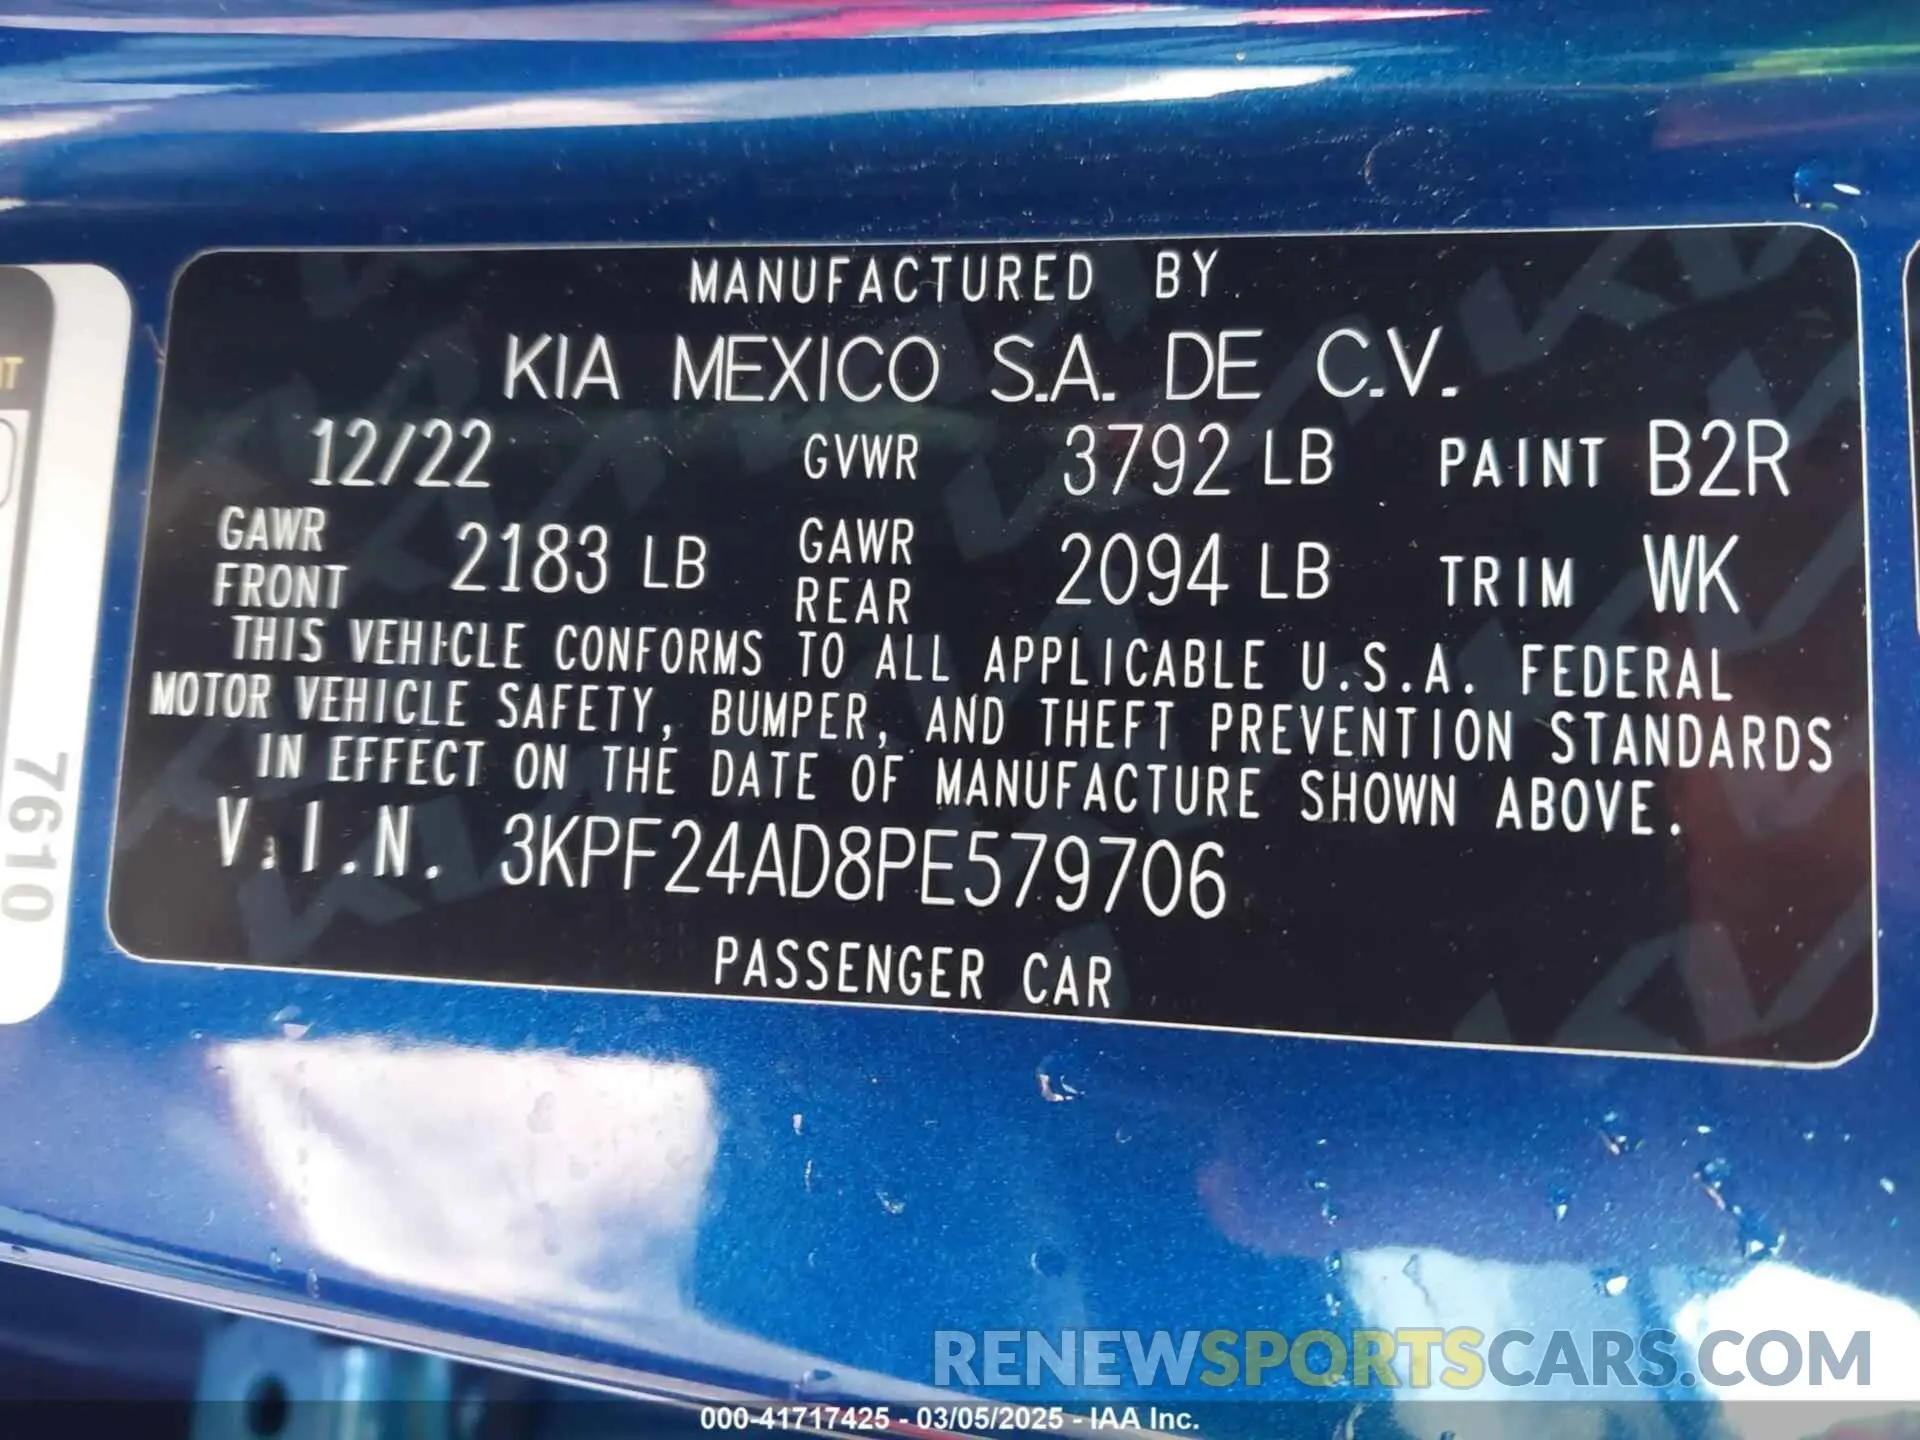 MANUFACTURED BY
KIA MEXICO S.A. DE C.V.
12/22 GVWR 3792 LB PAINT B2R
GAWR FRONT 2183 LB GAWR REAR 2094 LB TRIM WK
THIS VEHICLE CONFORMS TO ALL APPLICABLE U.S.A. FEDERAL
MOTOR VEHICLE SAFETY, BUMPER, AND THEFT PREVENTION STANDARDS
IN EFFECT ON THE DATE OF MANUFACTURE SHOWN ABOVE.
V.I.N. 3KPF24AD8PE579706
PASSENGER CAR
7610
RENEWSPORTSCARS.COM
000-41717425 - 03/05/2025 - IAA Inc.